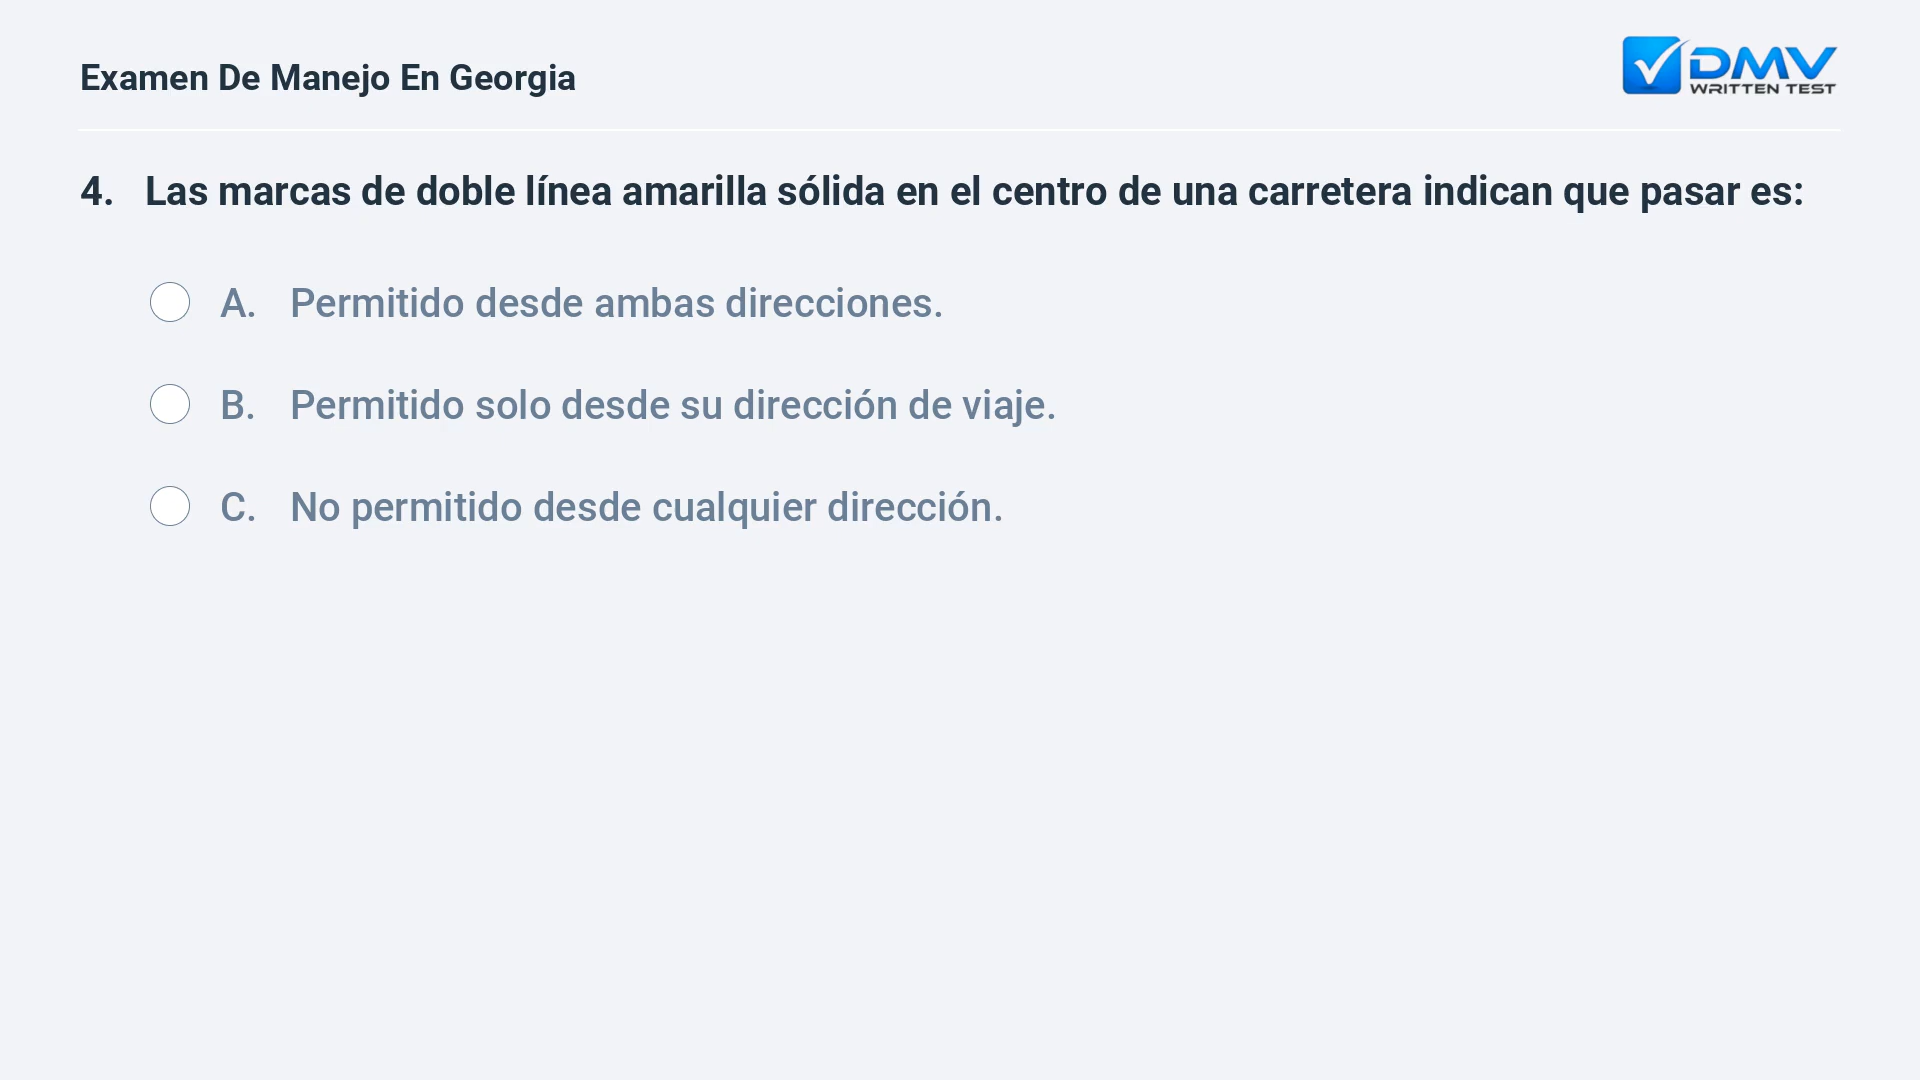 Examen De Manejo En Georgia
DMV
WRITTEN TEST
4. Las marcas de doble línea amarilla sólida en el centro de una carretera indican que pasar es:
A. Permitido desde ambas direcciones.
B. Permitido solo desde su dirección de viaje.
C. No permitido desde cualquier dirección.